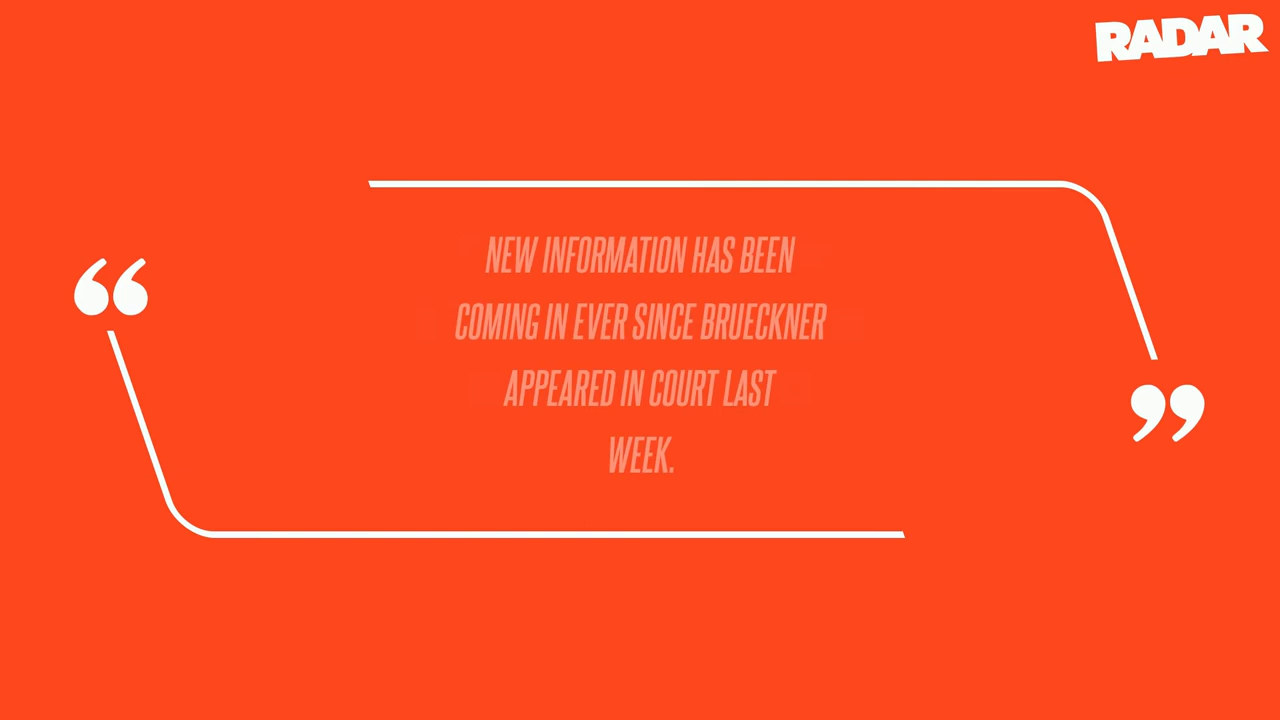 RADAR
“
NEW INFORMATION HAS BEEN
COMING IN EVER SINCE BRUECKNER
APPEARED IN COURT LAST
WEEK.
”